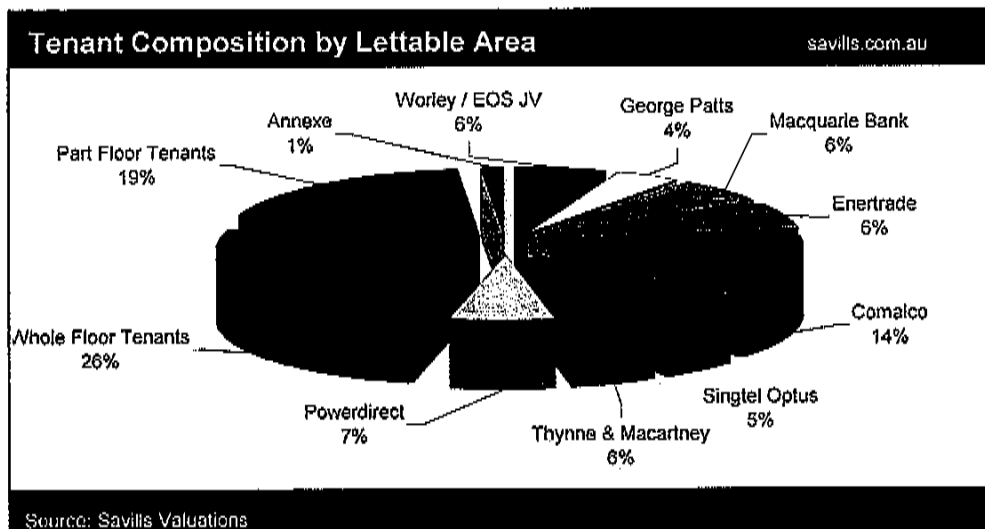 Tenant Composition by Lettable Area
savills.com.au
Worley / EOS JV
6%
George Patts
4%
Annexe
1%
Macquarie Bank
6%
Part Floor Tenants
19%
Enertrade
6%
Comalco
14%
Whole Floor Tenants
26%
Singtel Optus
5%
Powerdirect
7%
Thynne & Macartney
6%
Source: Savills Valuations